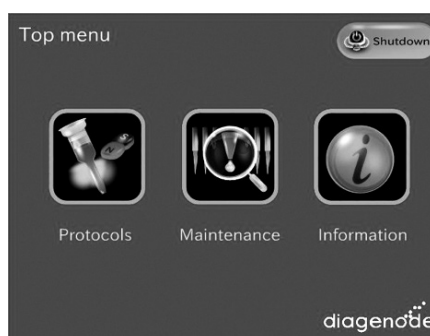 Top menu
Shutdown
Protocols
Maintenance
Information
diagenode